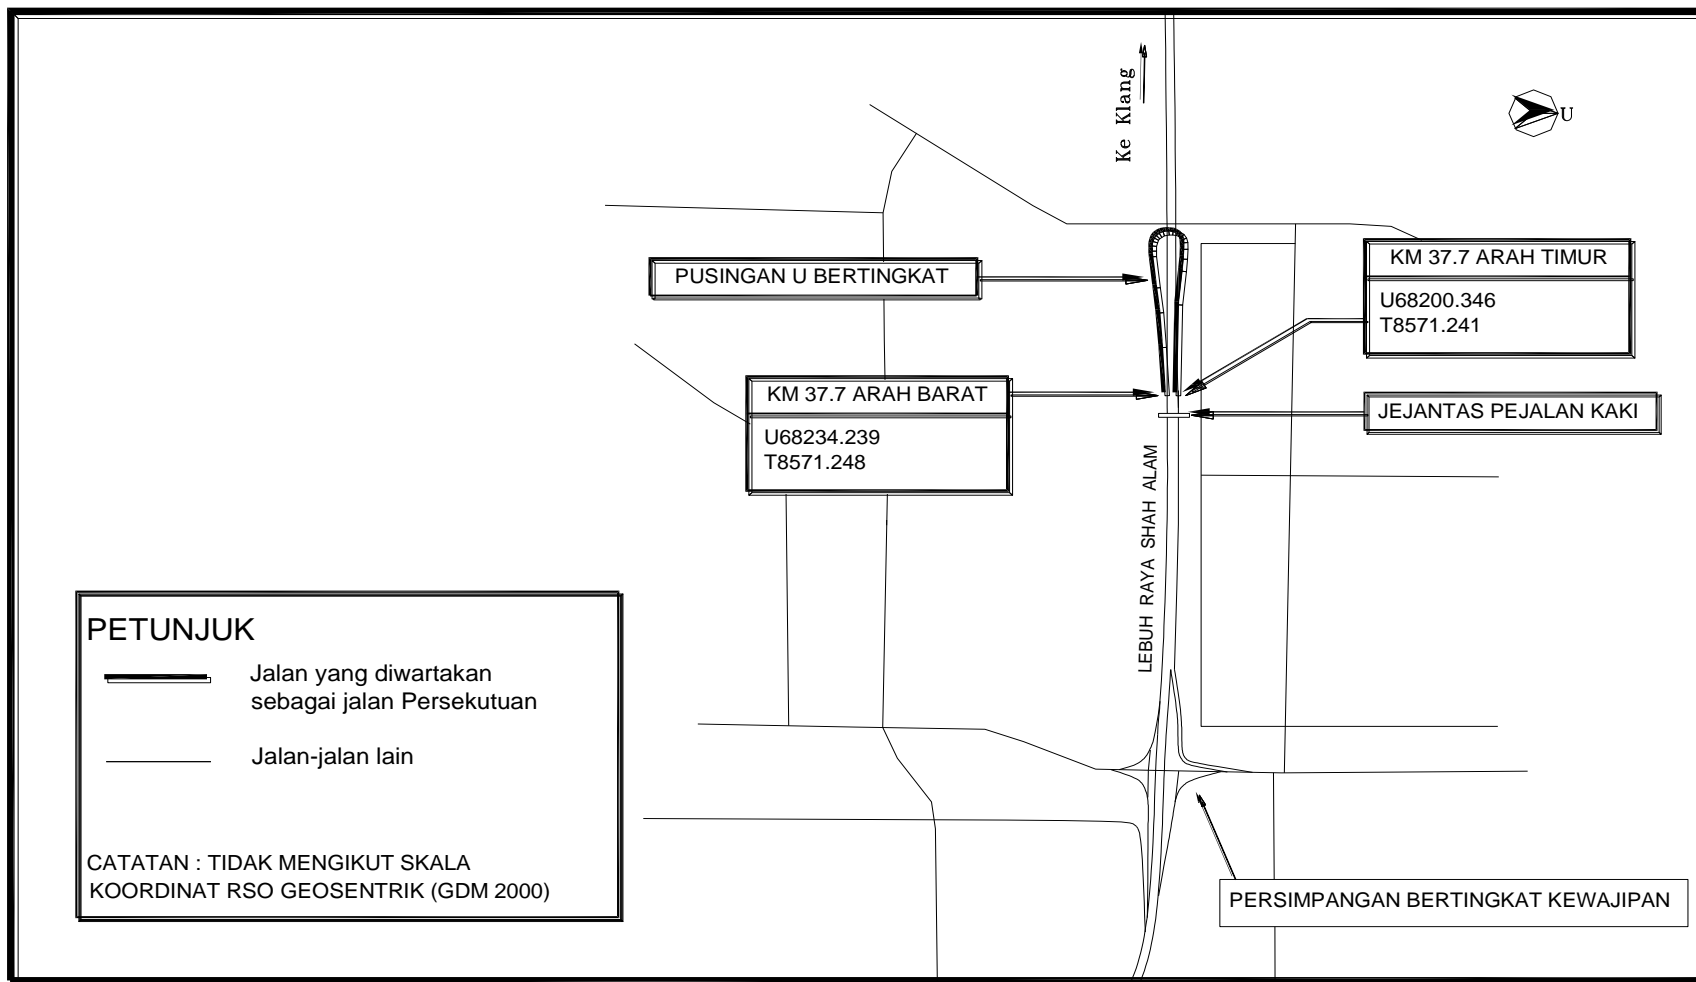 Ke Klang
U
PUSINGAN U BERTINGKAT
KM 37.7 ARAH TIMUR
U68200.346
T8571.241
KM 37.7 ARAH BARAT
U68234.239
T8571.248
JEJANTAS PEJALAN KAKI
LEBUH RAYA SHAH ALAM
PETUNJUK
Jalan yang diwartakan
sebagai jalan Persekutuan
Jalan-jalan lain
CATATAN : TIDAK MENGIKUT SKALA
KOORDINAT RSO GEOSENTRIK (GDM 2000)
PERSIMPANGAN BERTINGKAT KEWAJIPAN